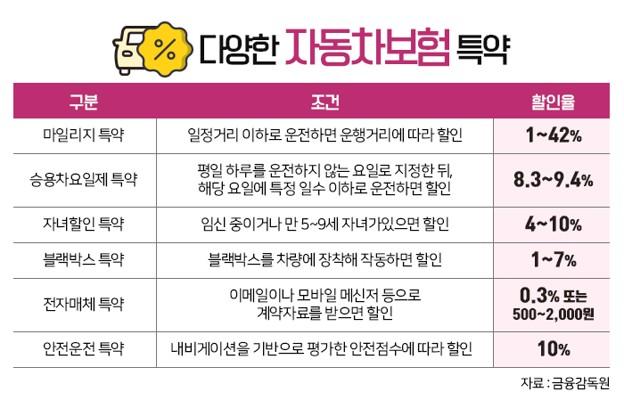 %
다양한 자동차보험 특약
구분 조건 할인율
마일리지 특약 일정거리 이하로 운전하면 운행거리에 따라 할인 1~42%
승용차요일제 특약 평일 하루를 운전하지 않는 요일로 지정한 뒤,
해당 요일에 특정 일수 이하로 운전하면 할인 8.3~9.4%
자녀할인 특약 임신 중이거나 만 5~9세 자녀가있으면 할인 4~10%
블랙박스 특약 블랙박스를 차량에 장착해 작동하면 할인 1~7%
전자매체 특약 이메일이나 모바일 메신저 등으로
계약자료를 받으면 할인 0.3% 또는
500~2,000원
안전운전 특약 내비게이션을 기반으로 평가한 안전점수에 따라 할인 10%
자료 : 금융감독원